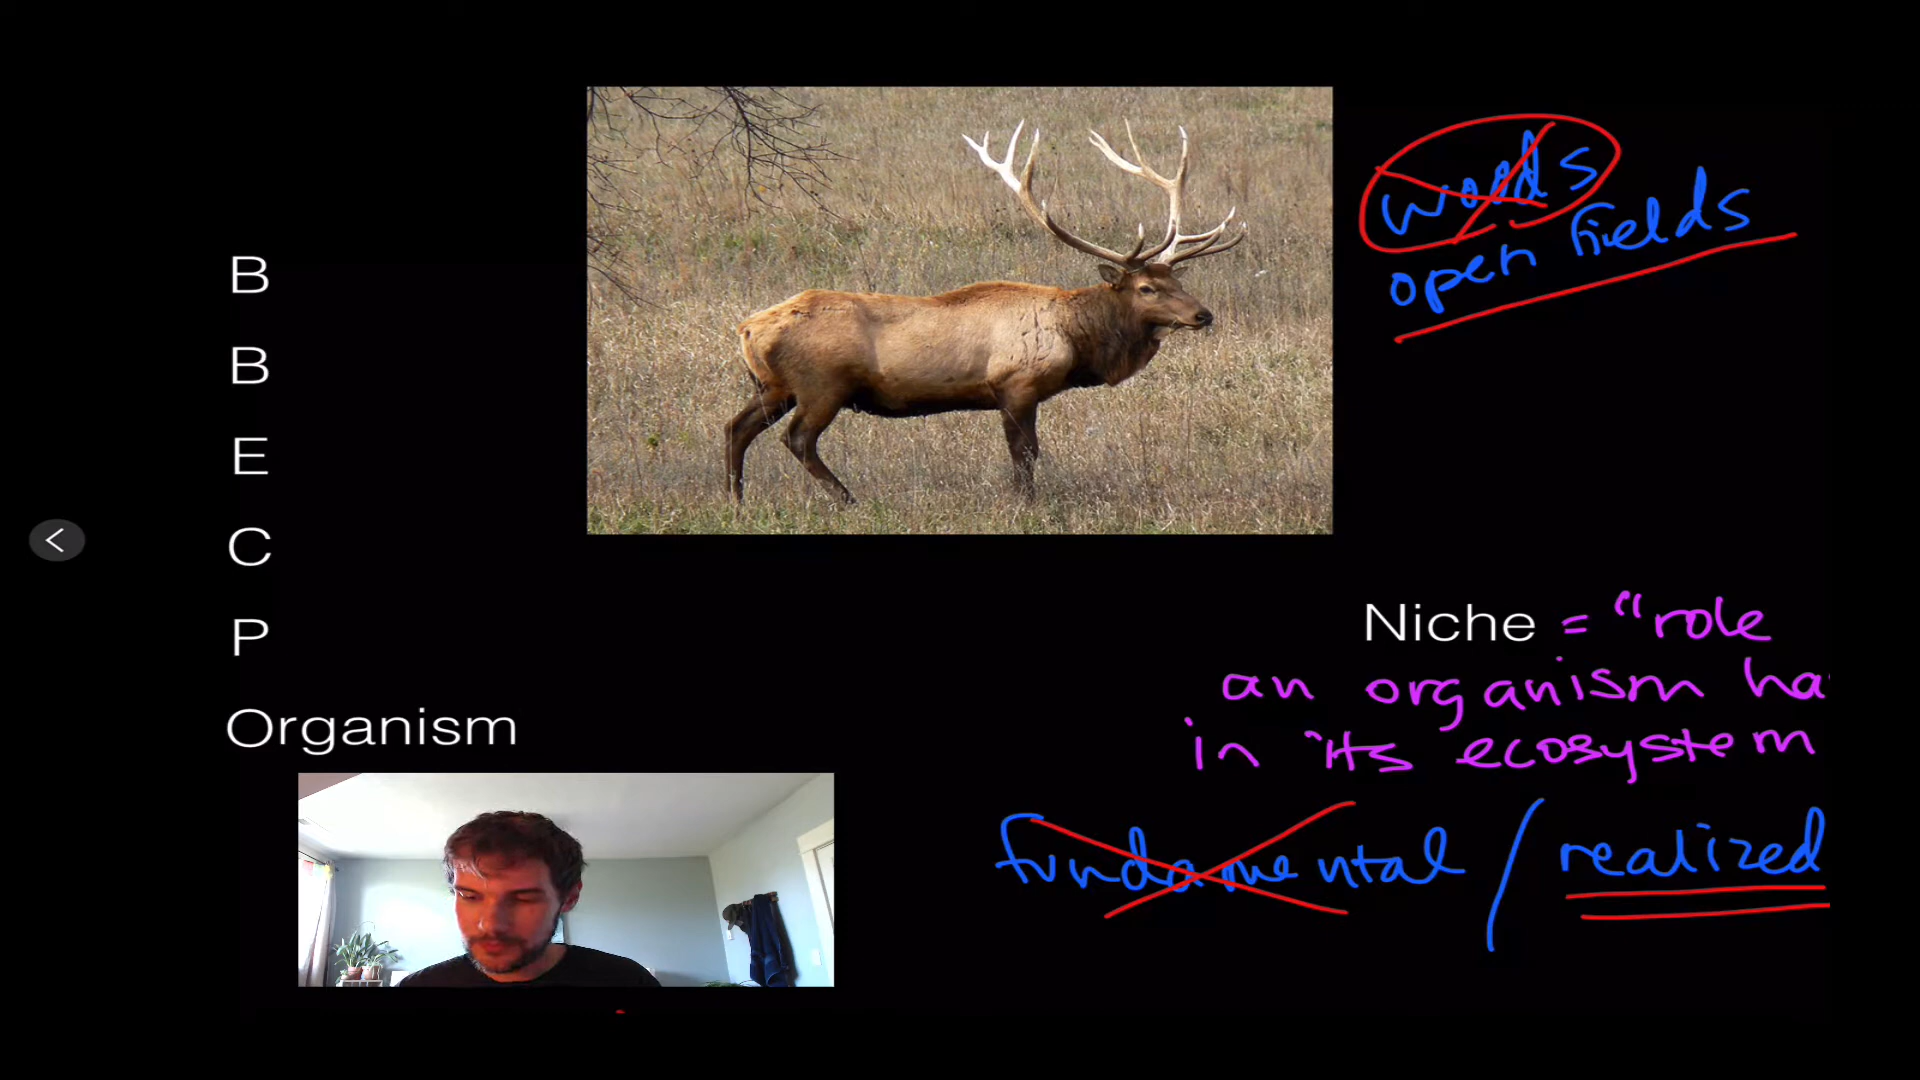 woods
open fields
B
B
E
C
P
Organism
Niche = "role
an organism ha
in its ecosystem
fundamental / realized